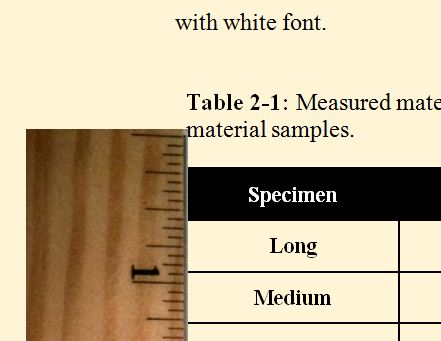 with white font.
Table 2-1: Measured mate
material samples.
Specimen
Long
Medium
1